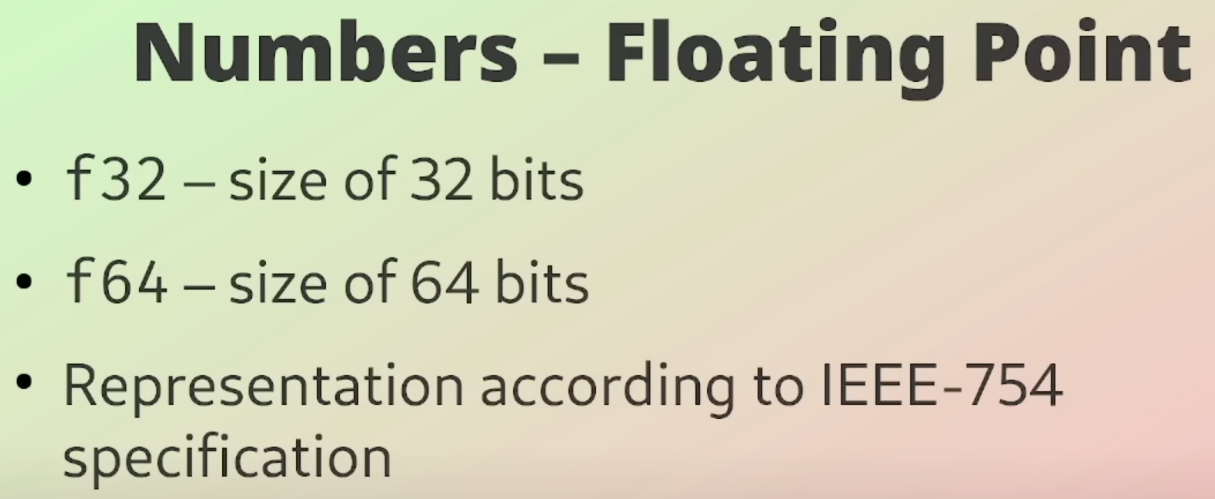 Numbers – Floating Point
• f32 – size of 32 bits
• f64 – size of 64 bits
• Representation according to IEEE-754
specification